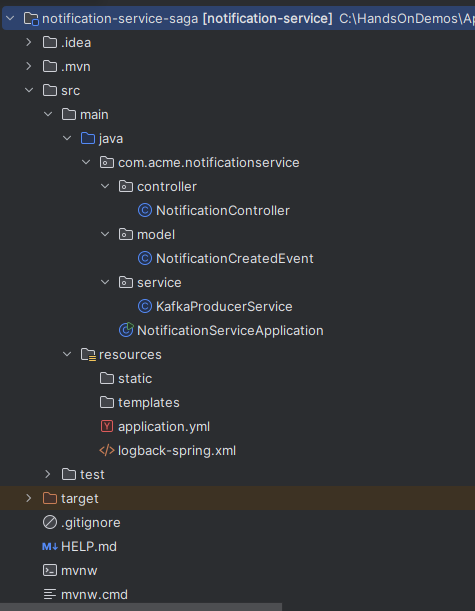 notification-service-saga [notification-service] C:\HandsOnDemos\Ap
.idea
.mvn
src
main
java
com.acme.notificationservice
controller
NotificationController
model
NotificationCreatedEvent
service
KafkaProducerService
NotificationServiceApplication
resources
static
templates
application.yml
logback-spring.xml
test
target
.gitignore
HELP.md
mvnw
mvnw.cmd